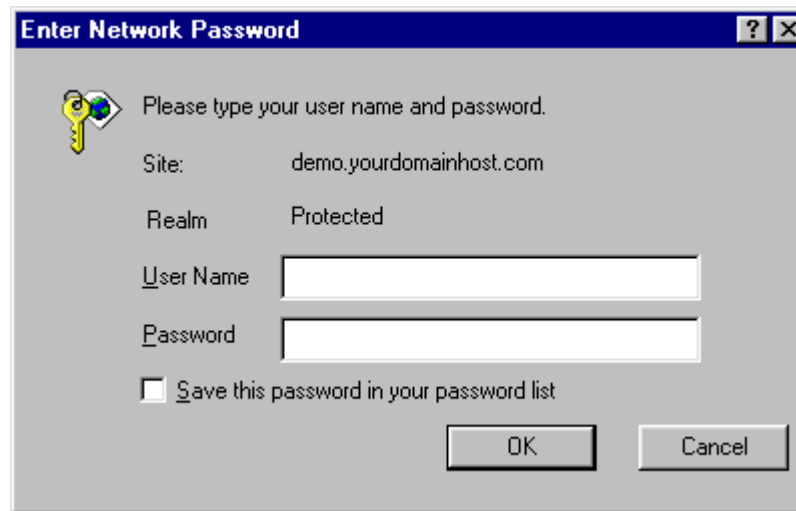 Enter Network Password
Please type your user name and password.
Site: demo.yourdomainhost.com
Realm Protected
User Name
Password
Save this password in your password list
OK Cancel